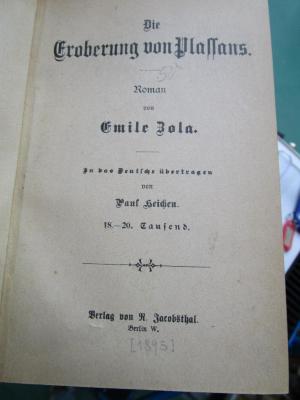 Die
Eroberung von Plassans.
Roman
von
Emile Zola.
In das Deutsche übertragen
von
Paul Heichen.
18.—20. Tausend.
Verlag von R. Jacobsthal.
Berlin W.
[1895]